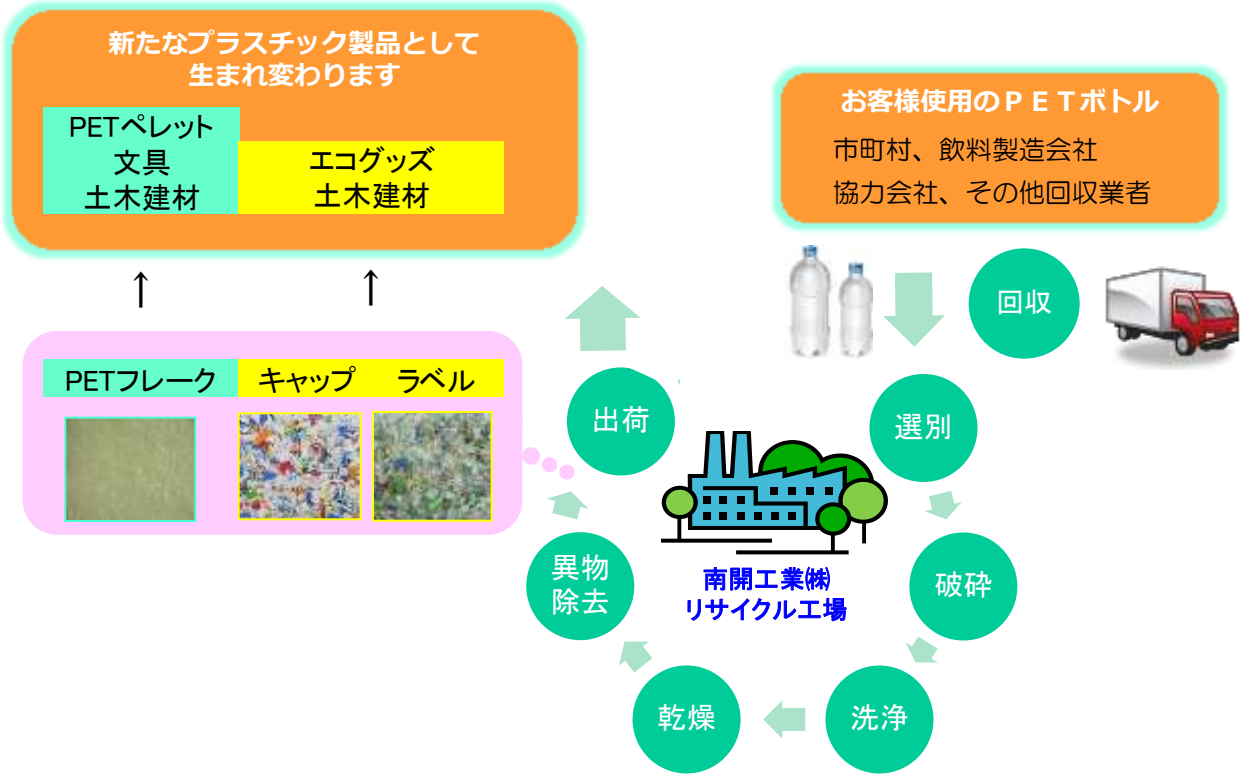 新たなプラスチック製品として
生まれ変わります
PETペレット
文具
土木建材
エコグッズ
土木建材
お客様使用のＰＥＴボトル
市町村、飲料製造会社
協力会社、その他回収業者
回収
選別
破砕
洗浄
乾燥
異物
除去
出荷
PETフレーク
キャップ
ラベル
南開工業㈱
リサイクル工場